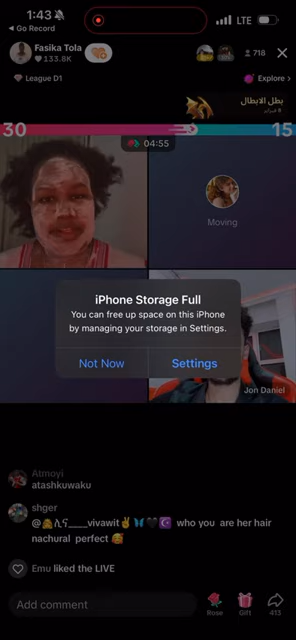 1:43
LTE
Go Record
Fasika Tola
133.8K
718
League D1
Explore >
بطل الأبطال
30
15
04:55
Moving
iPhone Storage Full
You can free up space on this iPhone
by managing your storage in Settings.
Not Now
Settings
Jon Daniel
Atmoyi
atashkuwaku
shger
@🙈ሲና____vivawit✌️🦋🖤☪️ who you are her hair
nachural perfect 🥰
Emu liked the LIVE
Add comment
Rose
Gift
413